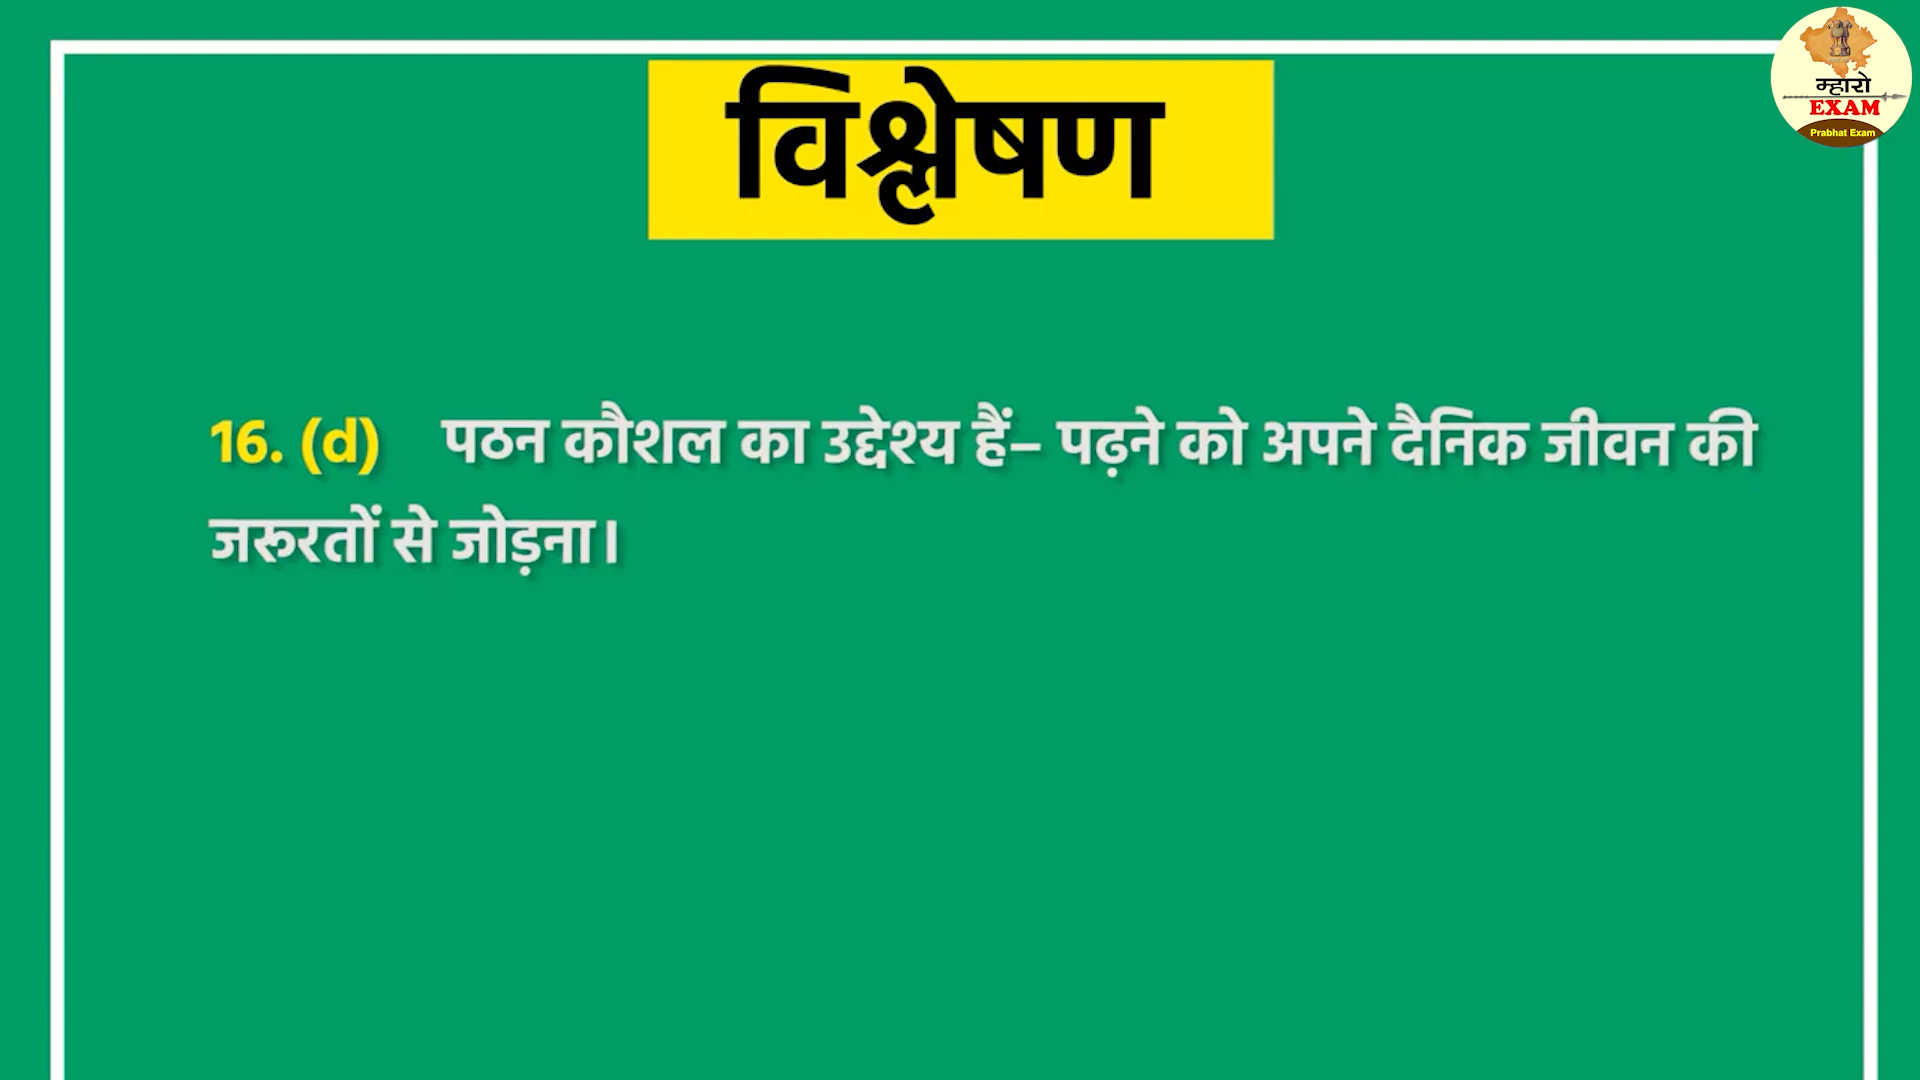 विश्लेषण
म्हारो
EXAM
Prabhat Exam
16. (d) पठन कौशल का उद्देश्य हैं– पढ़ने को अपने दैनिक जीवन की
जरूरतों से जोड़ना।